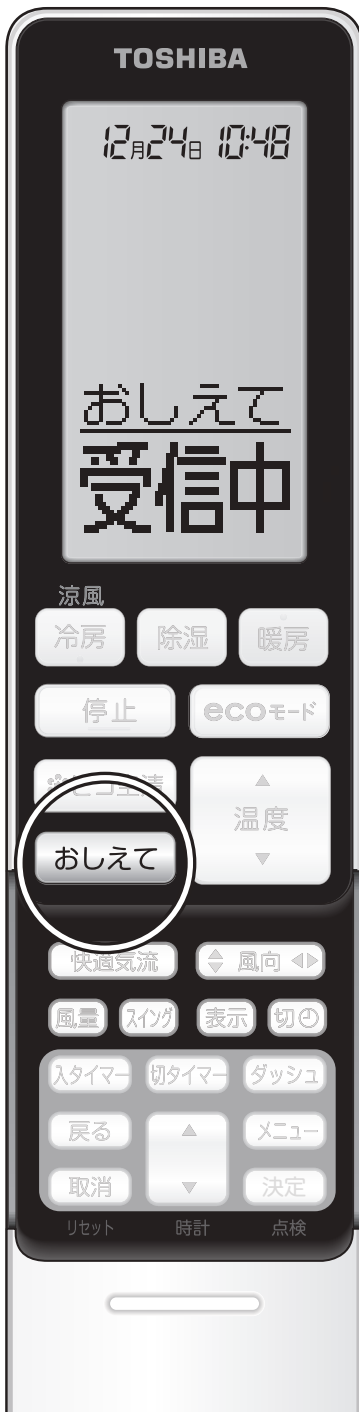 TOSHIBA
12月24日 10:48
おしえて
受信中
涼風
冷房 除湿 暖房
停止 ecoモード
温度
おしえて
快適気流 風向
風量 スイング 表示 切
入タイマー 切タイマー ダッシュ
戻る メニュー
取消 決定
リセット 時計 点検